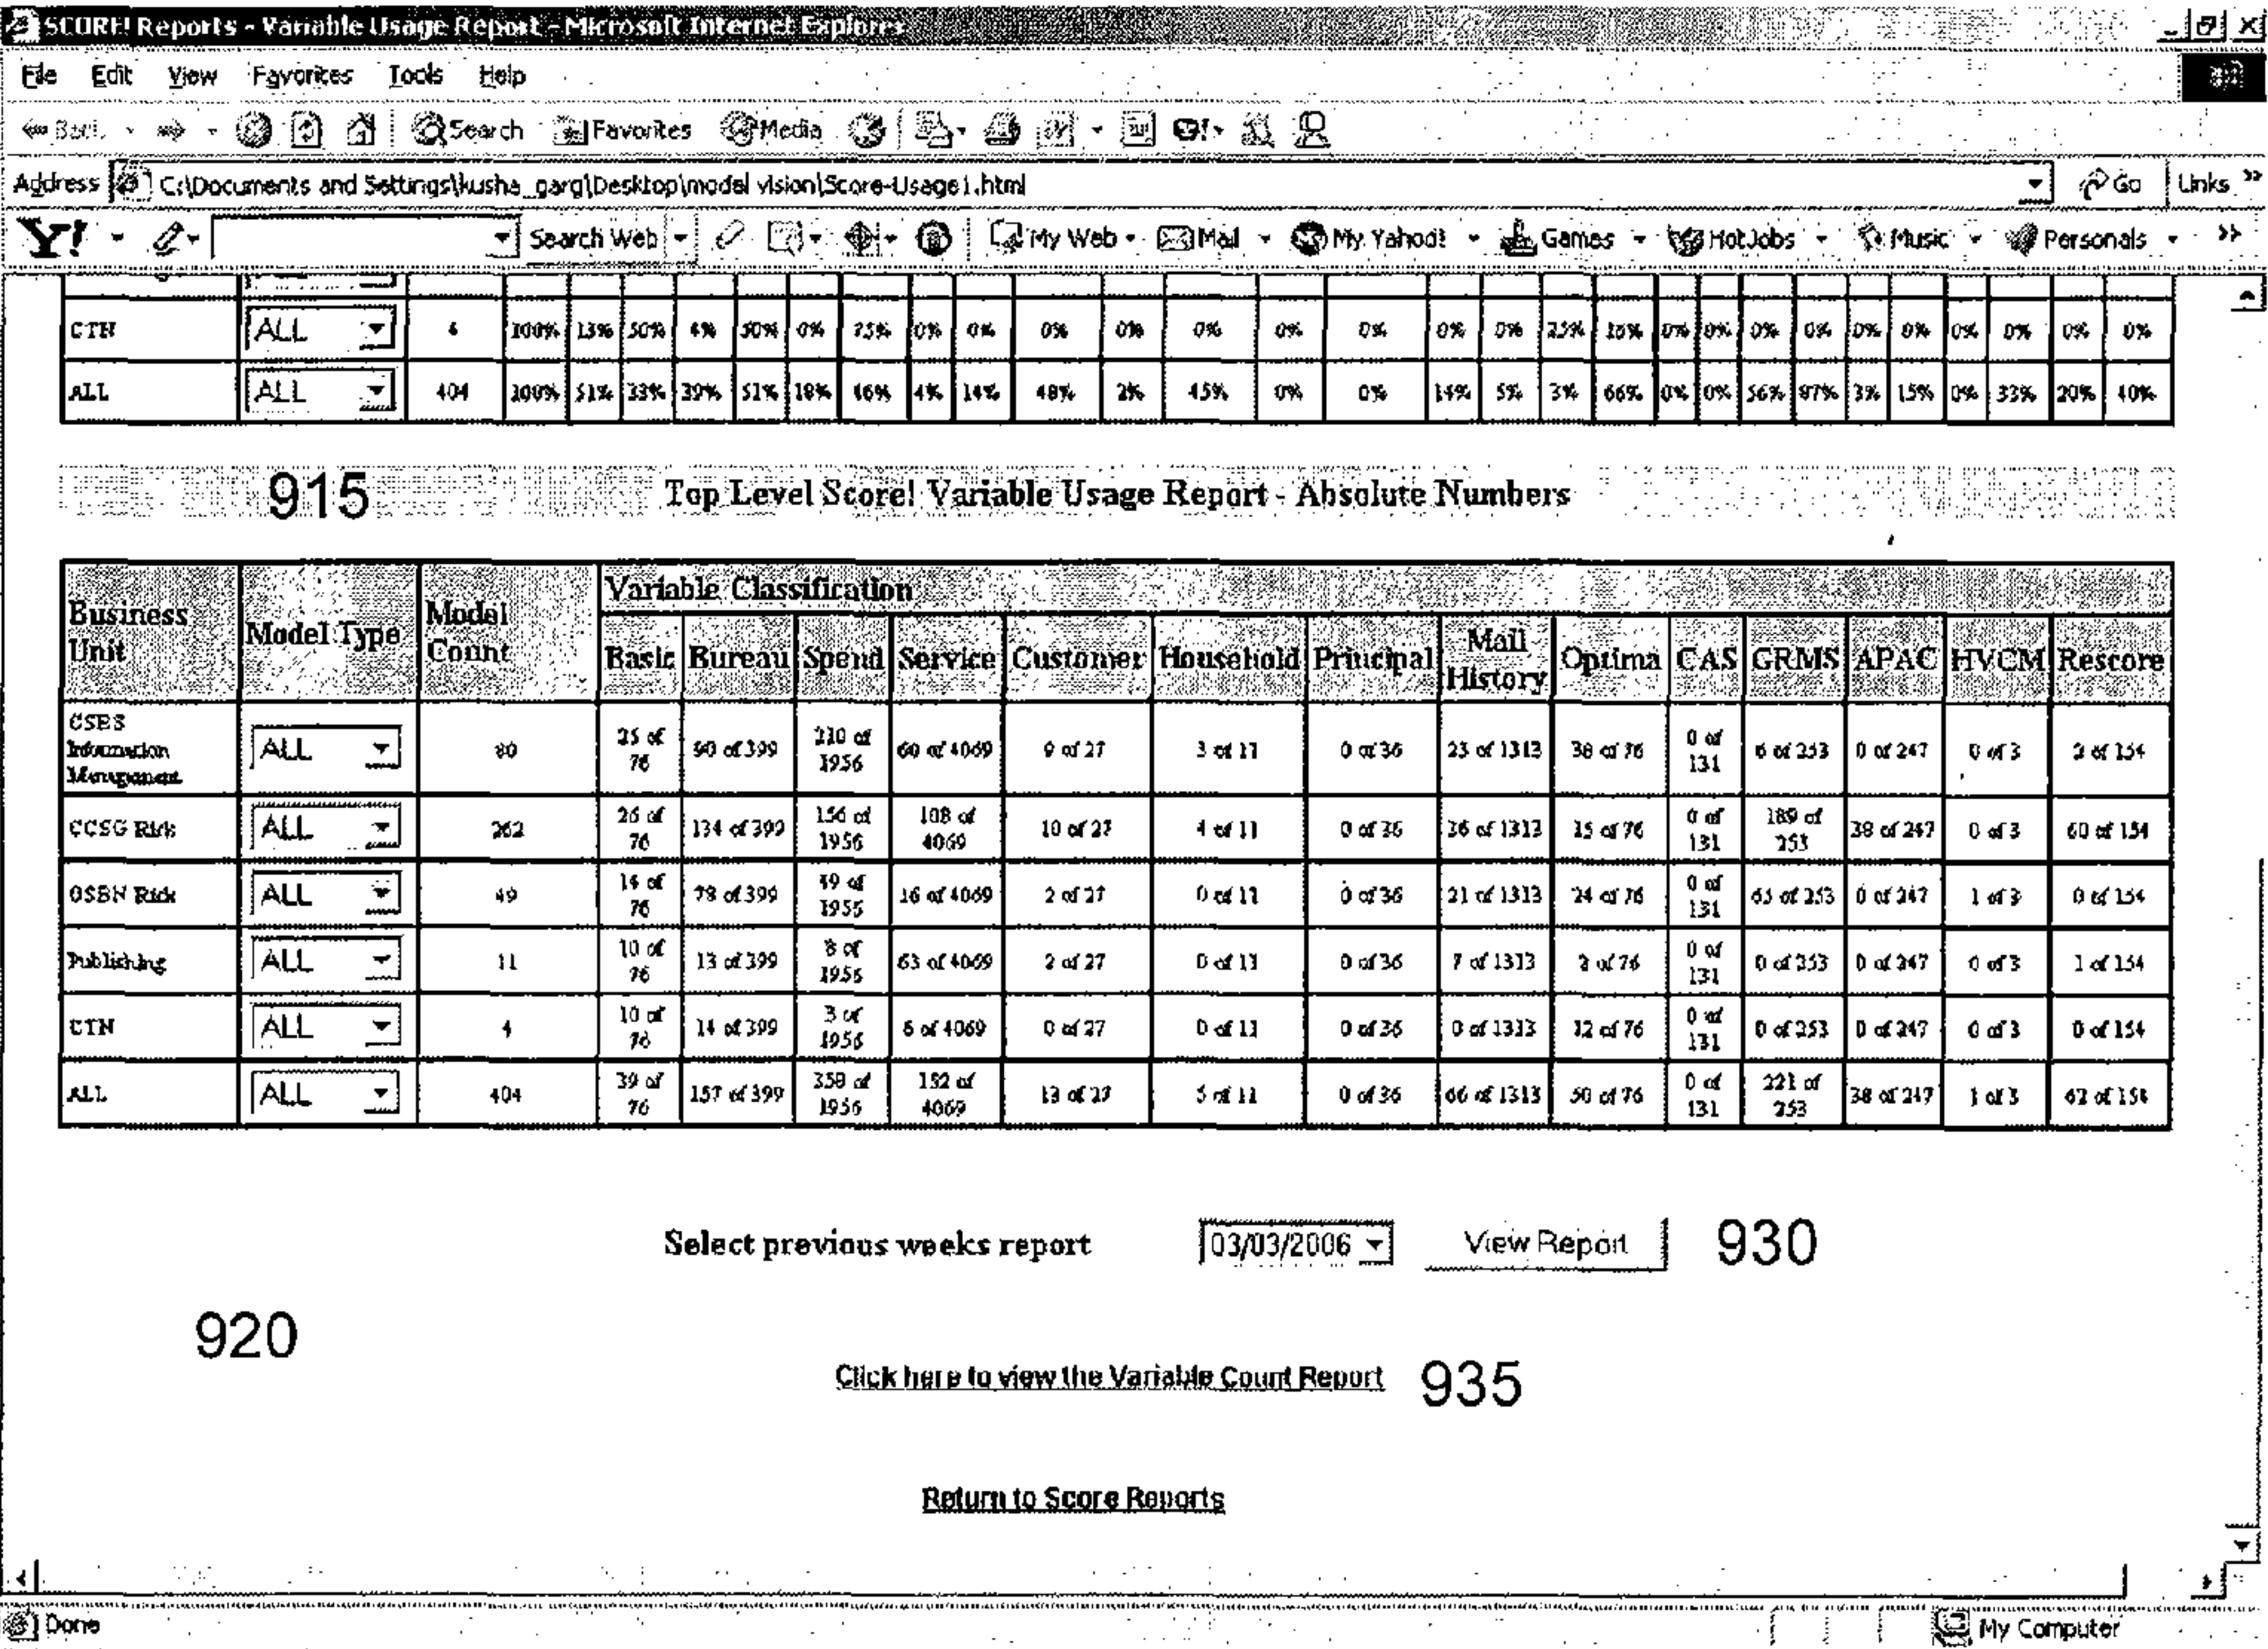 SCORE! Reports - Variable Usage Report - Microsoft Internet Explorer
File Edit View Favorites Tools Help
Back Search Favorites Media
Address C:\Documents and Settings\kusha_garg\Desktop\model vision\Score-Usage1.html Go Links »
Y! Search Web My Web Mail My Yahoo! Games HotJobs Music Personals »
CTN ALL 100% 13% 50% 4% 50% 0% 0% 0% 0% 0% 0% 0% 0% 0% 0% 0% 0% 0% 0% 0% 0% 0% 0% 0% 0%
ALL ALL 404 100% 51% 33% 39% 51% 18% 46% 4% 14% 48% 2% 45% 0% 0% 14% 5% 3% 66% 0% 0% 56% 87% 3% 15% 0% 33% 20% 40%
915 Top Level Score! Variable Usage Report - Absolute Numbers
Business Unit Model Type Model Count Variable Classification
Basic Bureau Spend Service Customer Household Principal Mail History Optima CAS GRMS APAC HVCM Rescore
Information Management ALL 80 25 of 76 90 of 399 210 of 1956 60 of 4069 9 of 27 3 of 11 0 of 36 23 of 1313 38 of 76 0 of 131 6 of 253 0 of 247 0 of 3 2 of 154
CCSG Risk ALL 262 26 of 76 134 of 399 156 of 1956 108 of 4069 10 of 27 4 of 11 0 of 36 36 of 1313 15 of 76 0 of 131 189 of 253 38 of 247 0 of 3 60 of 154
OSBN Risk ALL 49 14 of 76 78 of 399 49 of 1956 16 of 4069 2 of 27 0 of 11 0 of 36 21 of 1313 24 of 76 0 of 131 65 of 253 0 of 247 1 of 3 0 of 154
Publishing ALL 11 10 of 76 13 of 399 8 of 1956 63 of 4069 2 of 27 0 of 11 0 of 36 7 of 1313 2 of 76 0 of 131 0 of 253 0 of 247 0 of 3 1 of 154
CTN ALL 4 10 of 76 14 of 399 3 of 1956 6 of 4069 0 of 27 0 of 11 0 of 36 0 of 1313 12 of 76 0 of 131 0 of 253 0 of 247 0 of 3 0 of 154
ALL ALL 404 39 of 76 157 of 399 358 of 1956 192 of 4069 13 of 27 5 of 11 0 of 36 66 of 1313 50 of 76 0 of 131 221 of 253 38 of 247 1 of 3 62 of 154
Select previous weeks report 03/03/2006 View Report 930
920
Click here to view the Variable Count Report 935
Return to Score Reports
Done My Computer